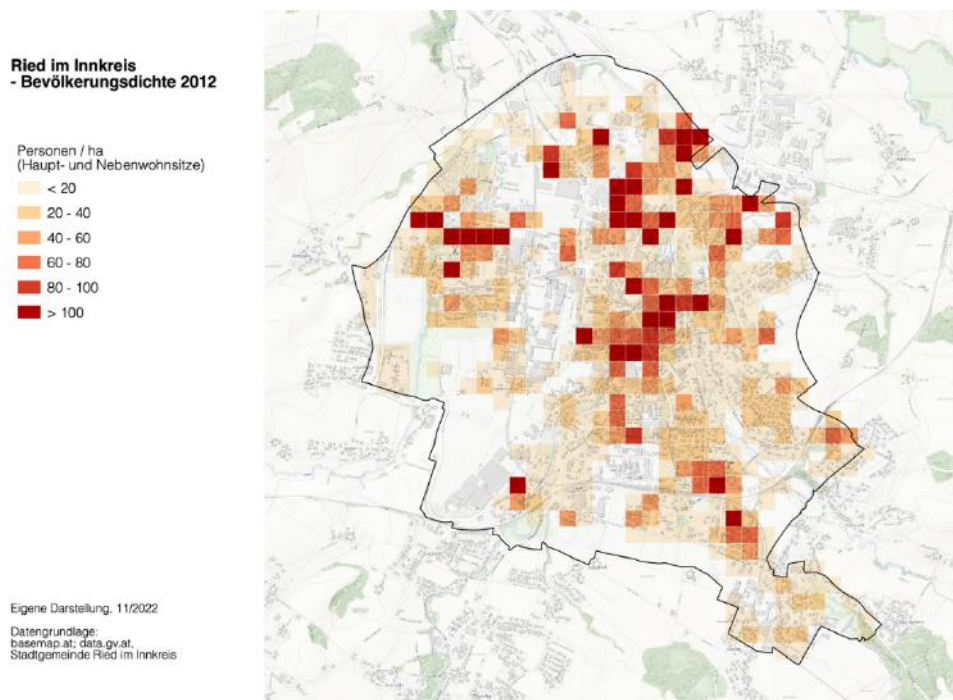 Ried im Innkreis
- Bevölkerungsdichte 2012
Personen / ha
(Haupt- und Nebenwohnsitze)
< 20
20 - 40
40 - 60
60 - 80
80 - 100
> 100
Eigene Darstellung, 11/2022
Datengrundlage:
basemap.at; data.gv.at,
Stadtgemeinde Ried im Innkreis